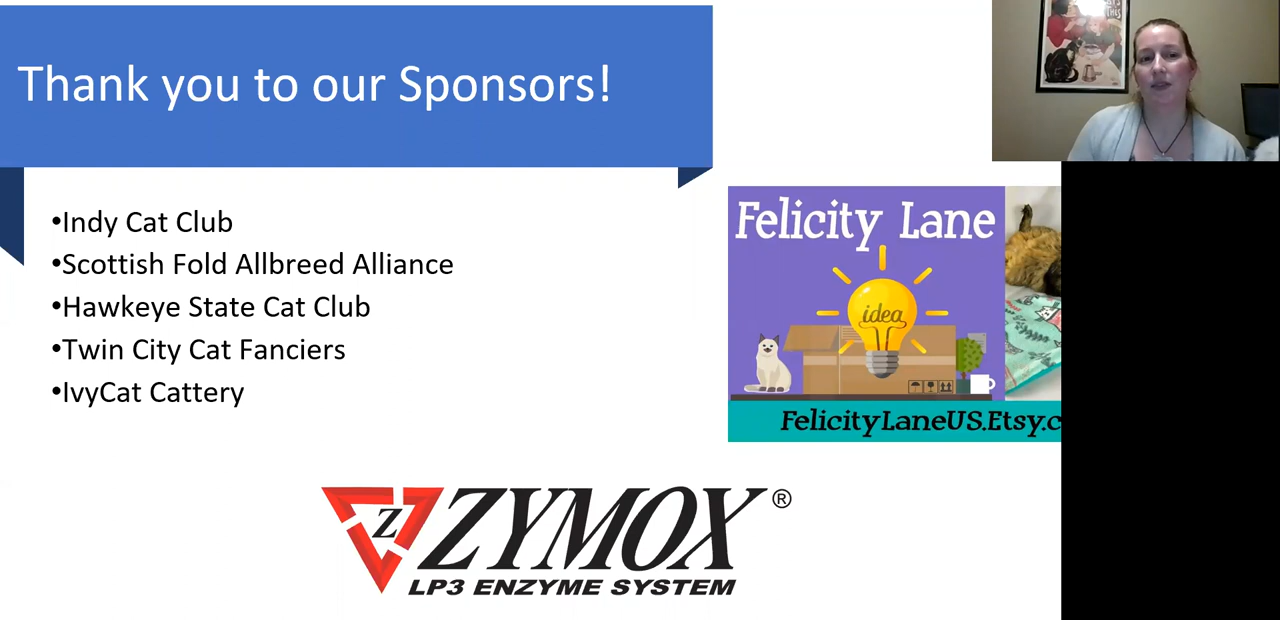 Thank you to our Sponsors!
•Indy Cat Club
•Scottish Fold Allbreed Alliance
•Hawkeye State Cat Club
•Twin City Cat Fanciers
•IvyCat Cattery
Felicity Lane
idea
FelicityLaneUS.Etsy.c
Z
ZYMOX®
LP3 ENZYME SYSTEM